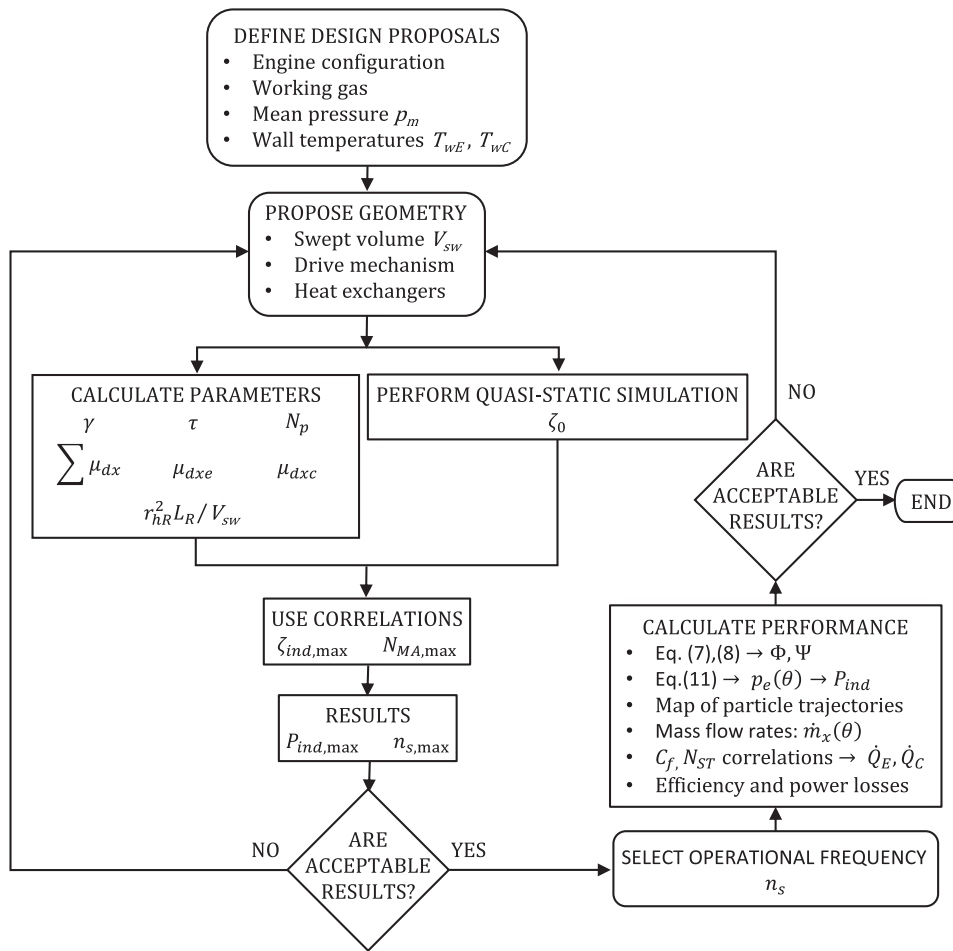 DEFINE DESIGN PROPOSALS
• Engine configuration
• Working gas
• Mean pressure p_m
• Wall temperatures T_wE, T_wC
PROPOSE GEOMETRY
• Swept volume V_sw
• Drive mechanism
• Heat exchangers
CALCULATE PARAMETERS
γ τ N_p
∑ μ_dx μ_dxe μ_dxc
r_hR^2 L_R / V_sw
PERFORM QUASI-STATIC SIMULATION
ζ_0
USE CORRELATIONS
ζ_ind,max N_MA,max
RESULTS
P_ind,max n_s,max
ARE
ACCEPTABLE
RESULTS?
NO
YES
SELECT OPERATIONAL FREQUENCY
n_s
CALCULATE PERFORMANCE
• Eq. (7),(8) → Φ, Ψ
• Eq.(11) → p_e(θ) → P_ind
• Map of particle trajectories
• Mass flow rates: ṁ_x(θ)
• C_f, N_ST correlations → Q̇_E, Q̇_C
• Efficiency and power losses
ARE
ACCEPTABLE
RESULTS?
NO
YES
END